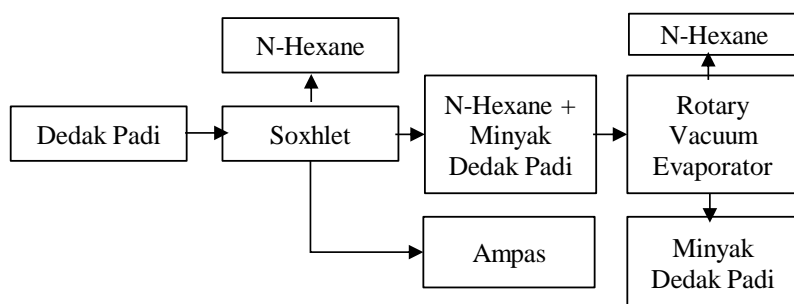 N-Hexane
N-Hexane
Dedak Padi
Soxhlet
N-Hexane +
Minyak
Dedak Padi
Rotary
Vacuum
Evaporator
Ampas
Minyak
Dedak Padi